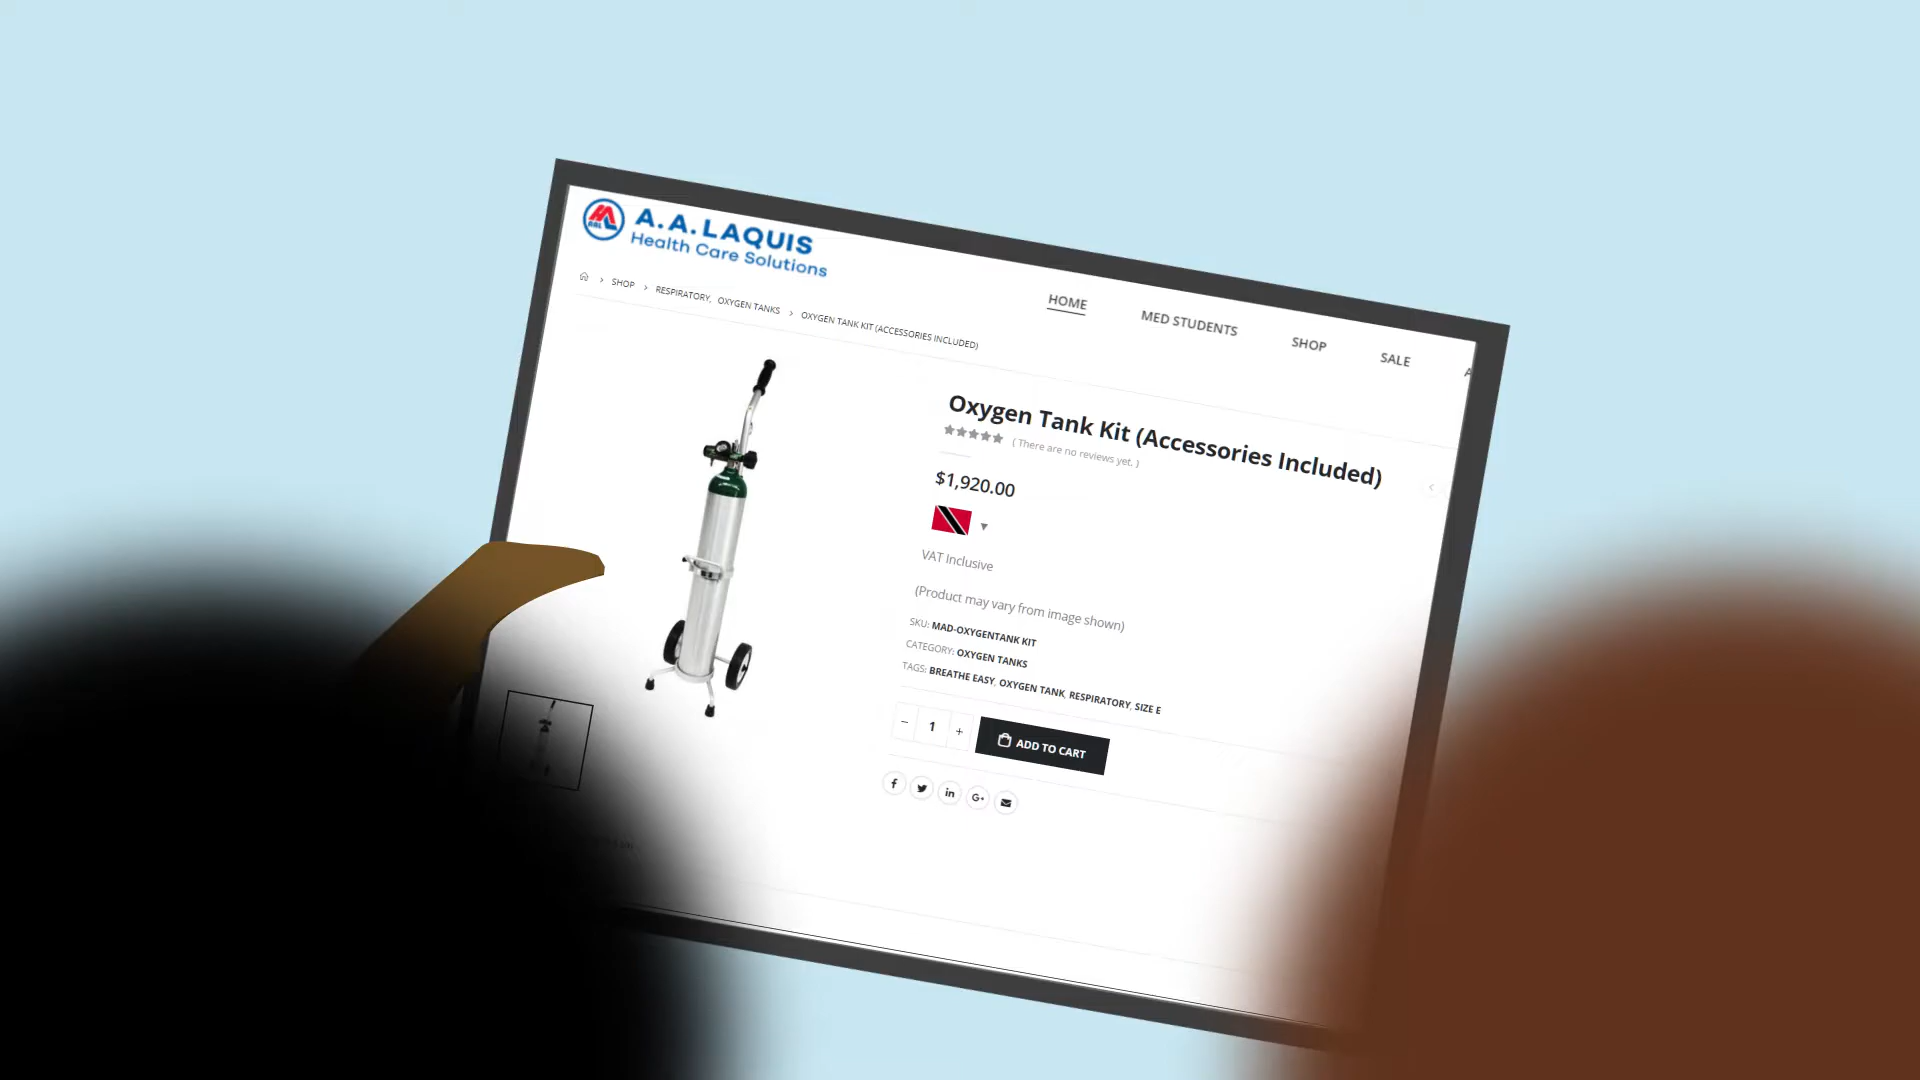 AAL
A.A.LAQUIS
Health Care Solutions
HOME
MED STUDENTS
SHOP
SALE
SHOP
RESPIRATORY, OXYGEN TANKS
OXYGEN TANK KIT (ACCESSORIES INCLUDED)
Oxygen Tank Kit (Accessories Included)
( There are no reviews yet. )
$1,920.00
VAT Inclusive
(Product may vary from image shown)
SKU: MAD-OXYGENTANK KIT
CATEGORY: OXYGEN TANKS
TAGS: BREATHE EASY, OXYGEN TANK, RESPIRATORY, SIZE E
− 1 +
ADD TO CART